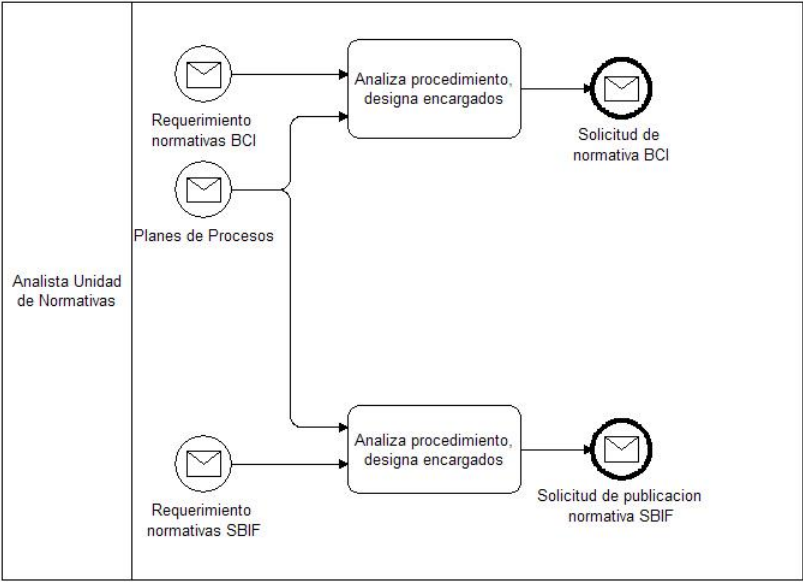 Analista Unidad
de Normativas
Requerimiento
normativas BCI
Analiza procedimiento,
designa encargados
Solicitud de
normativa BCI
Planes de Procesos
Requerimiento
normativas SBIF
Analiza procedimiento,
designa encargados
Solicitud de publicacion
normativa SBIF